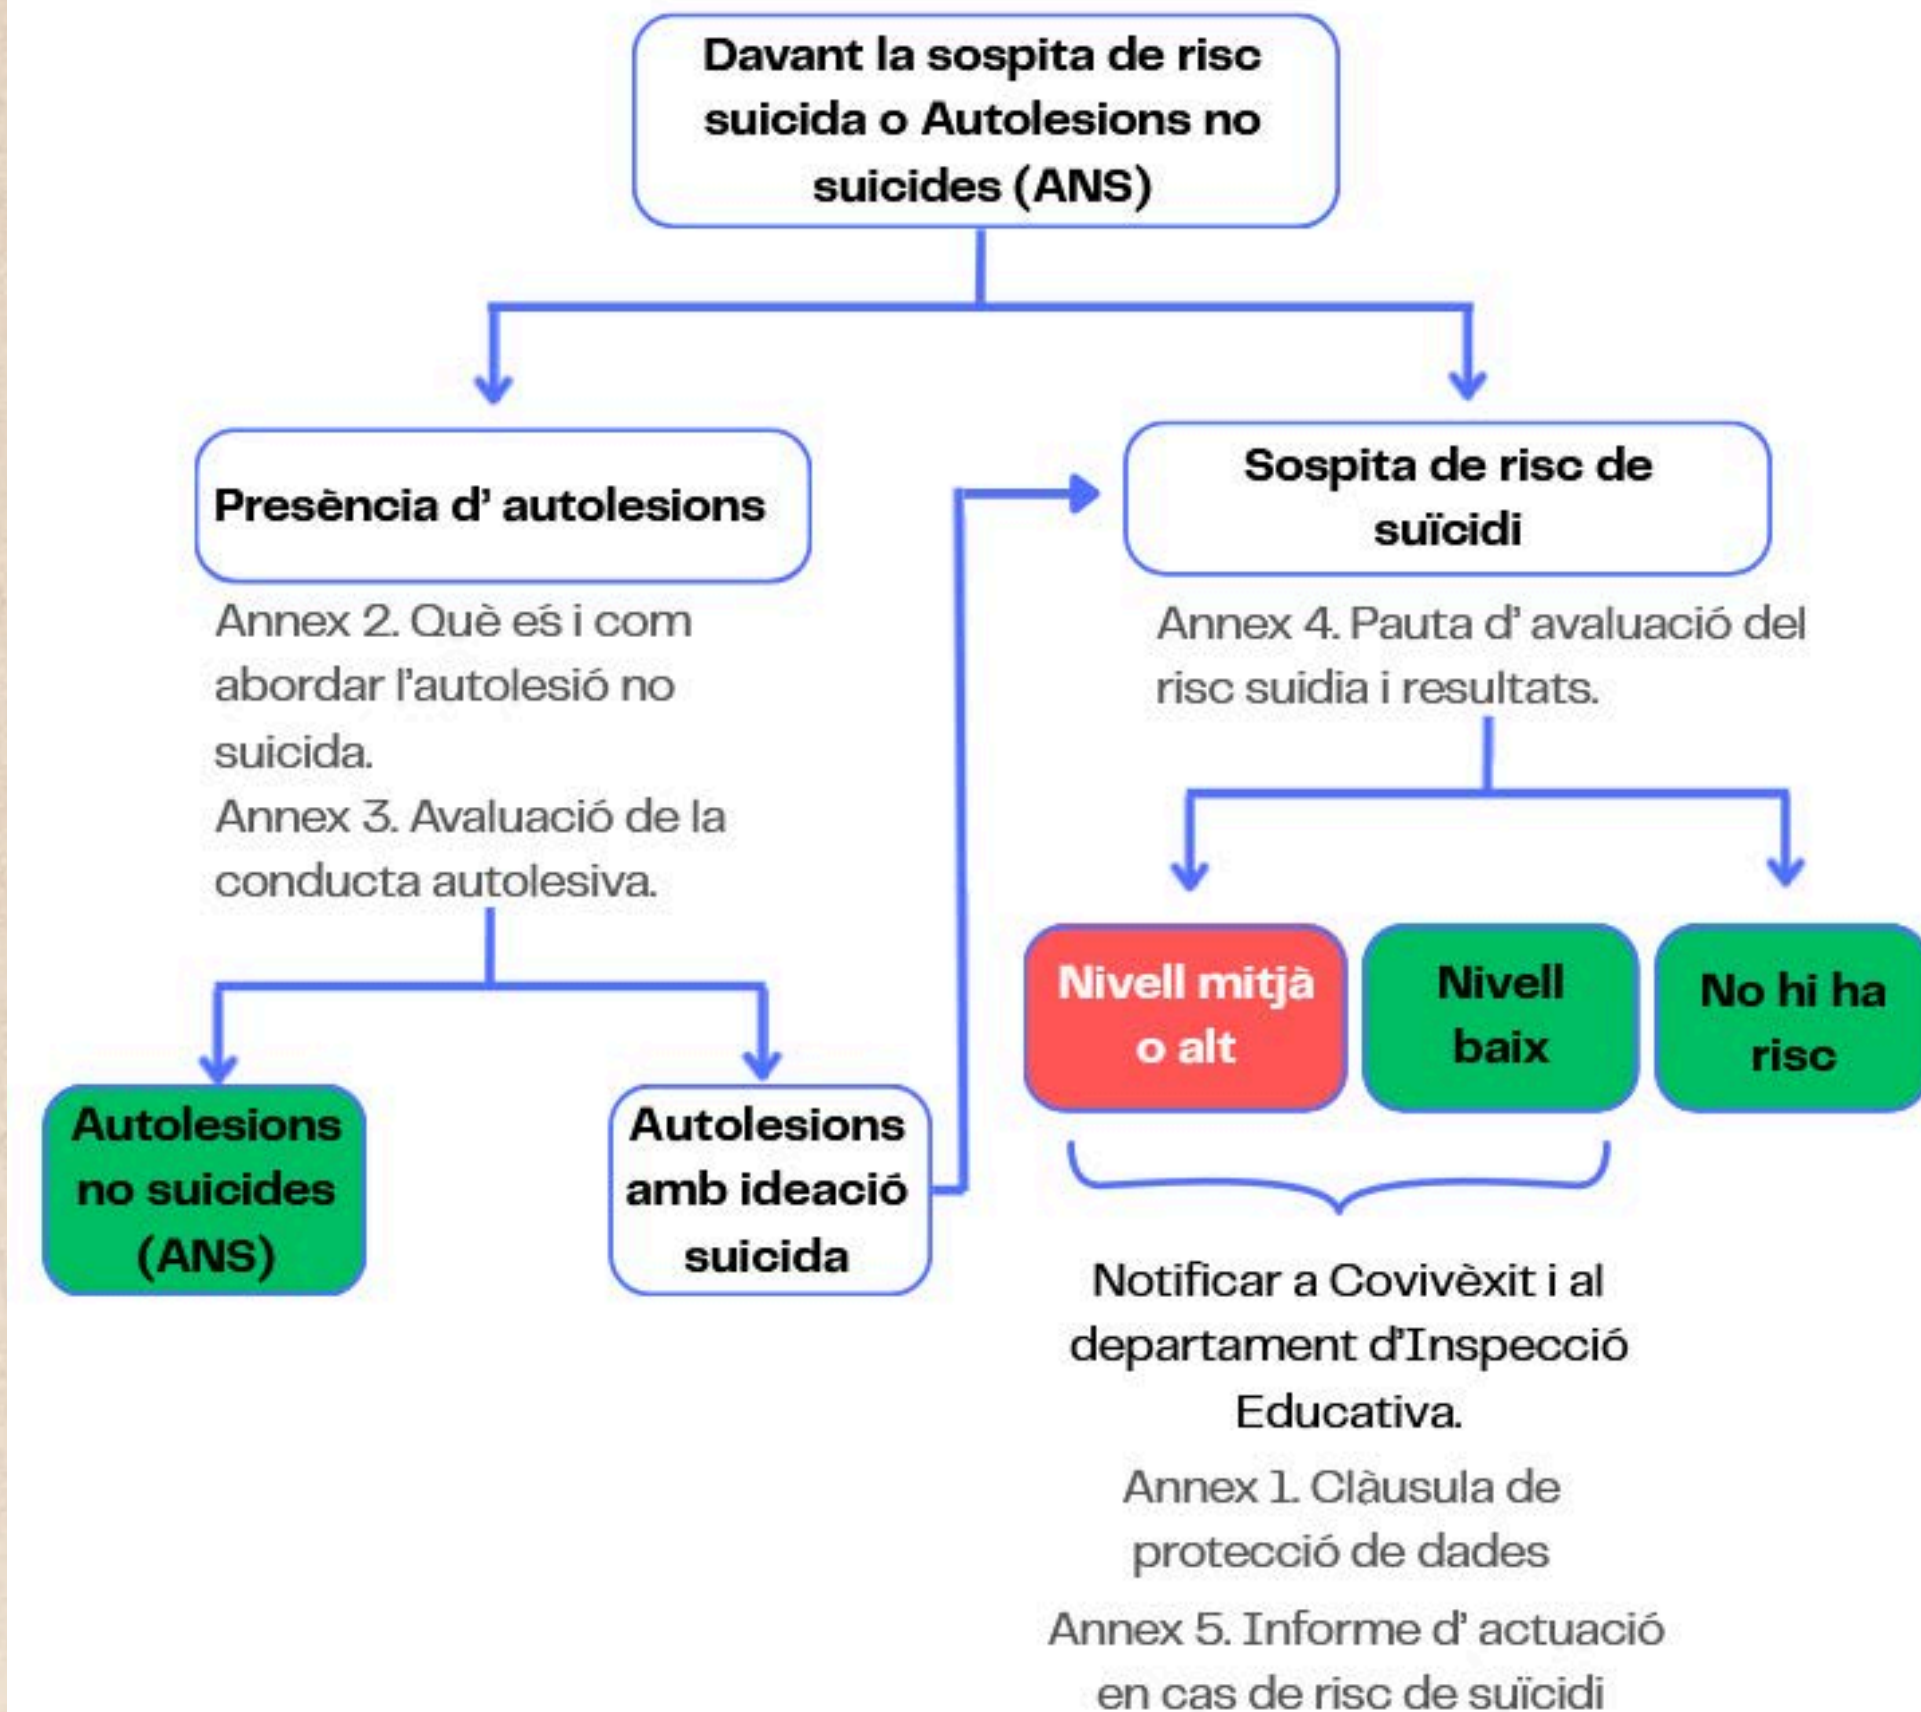 Davant la sospita de risc
suicida o Autolesions no
suicides (ANS)
Presència d' autolesions
Annex 2. Què eś i com
abordar l'autolesió no
suicida.
Annex 3. Avaluació de la
conducta autolesiva.
Autolesions
no suicides
(ANS)
Autolesions
amb ideació
suicida
Sospita de risc de
suïcidi
Annex 4. Pauta d' avaluació del
risc suidia i resultats.
Nivell mitjà
o alt
Nivell
baix
No hi ha
risc
Notificar a Covivèxit i al
departament d'Inspecció
Educativa.
Annex 1. Clàusula de
protecció de dades
Annex 5. Informe d' actuació
en cas de risc de suïcidi